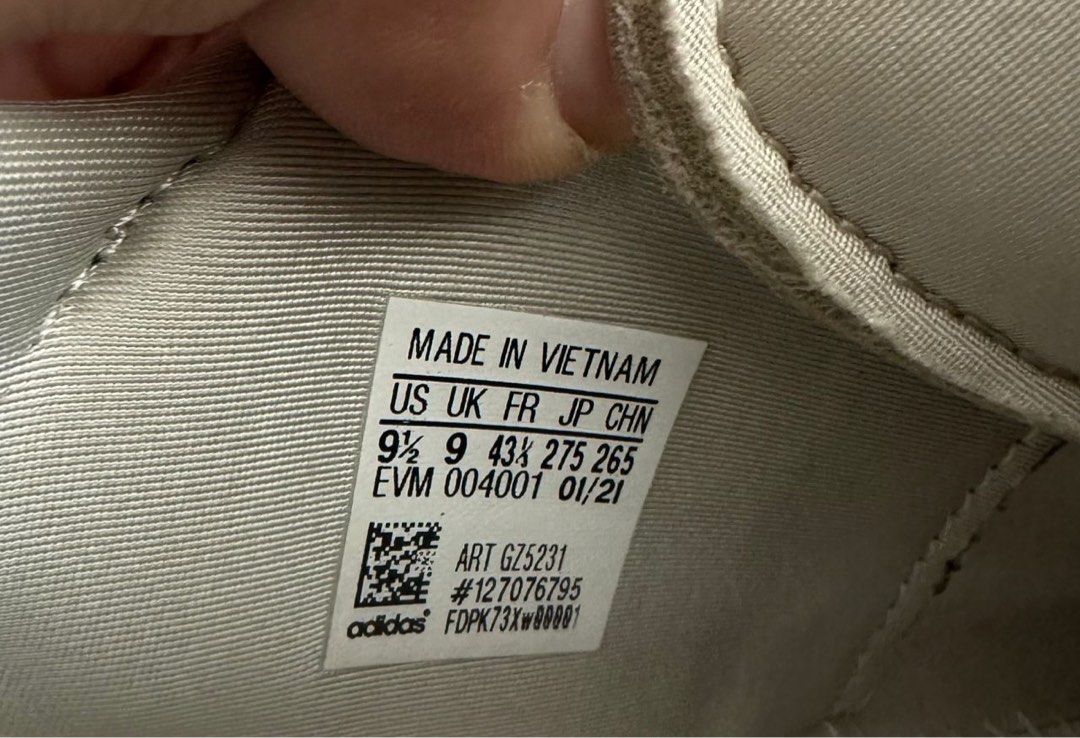 MADE IN VIETNAM
US UK FR JP CHN
9½ 9 43⅓ 275 265
EVM 004001 01/21
ART GZ5231
#127076795
adidas® FDPK73Xw00001